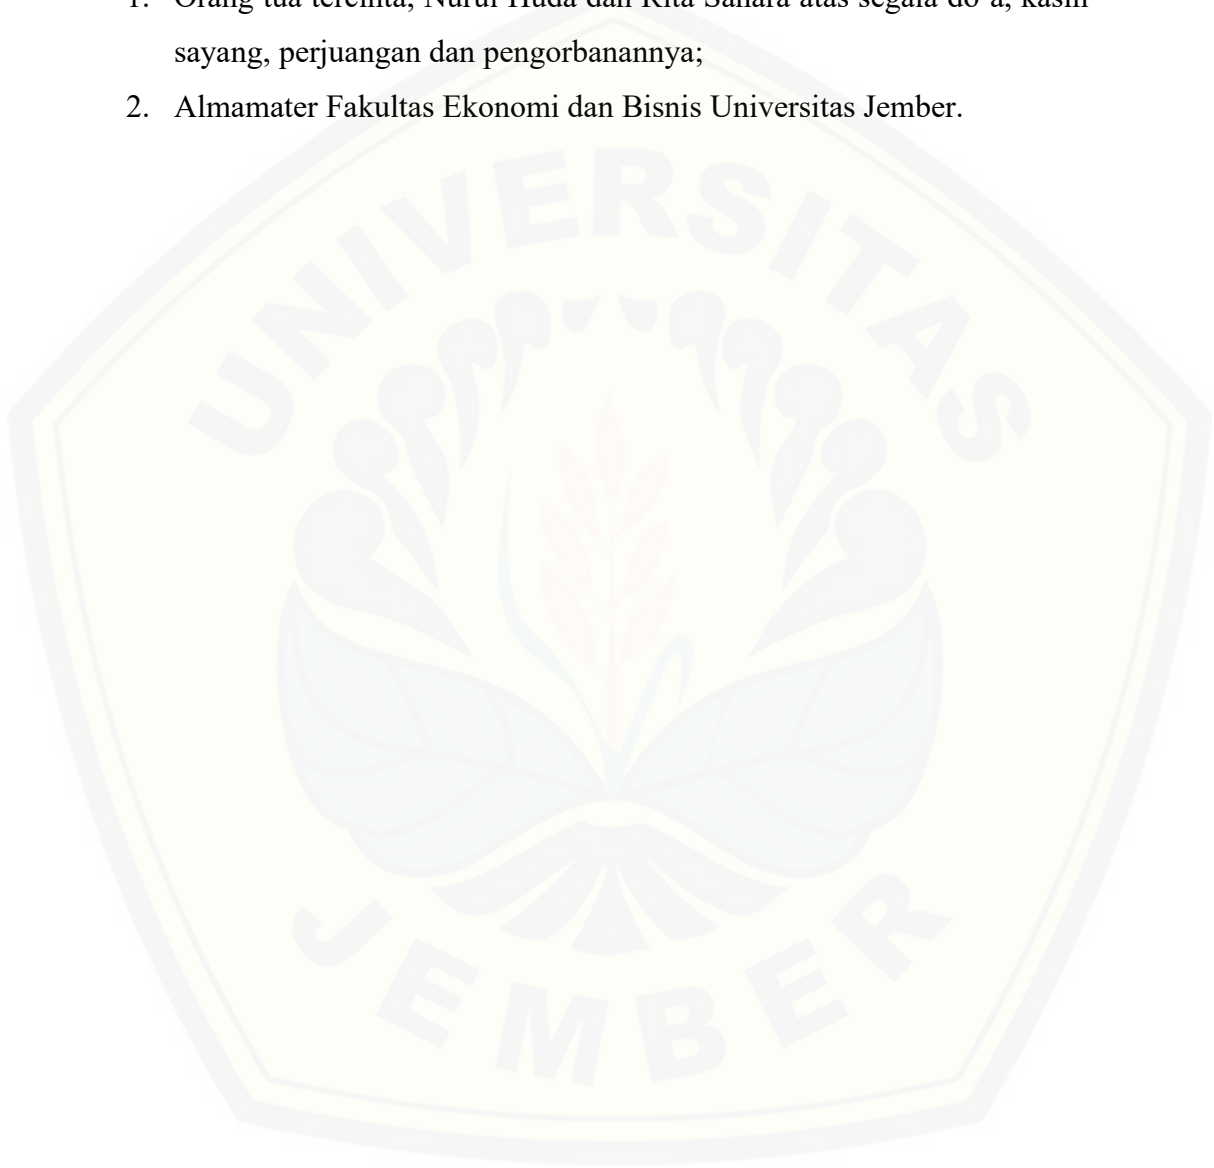 1. Orang tua tercinta, Nurul Huda dan Rita Sahara atas segala do'a, kasih
sayang, perjuangan dan pengorbanannya;
2. Almamater Fakultas Ekonomi dan Bisnis Universitas Jember.
UNIVERSITAS
JEMBER